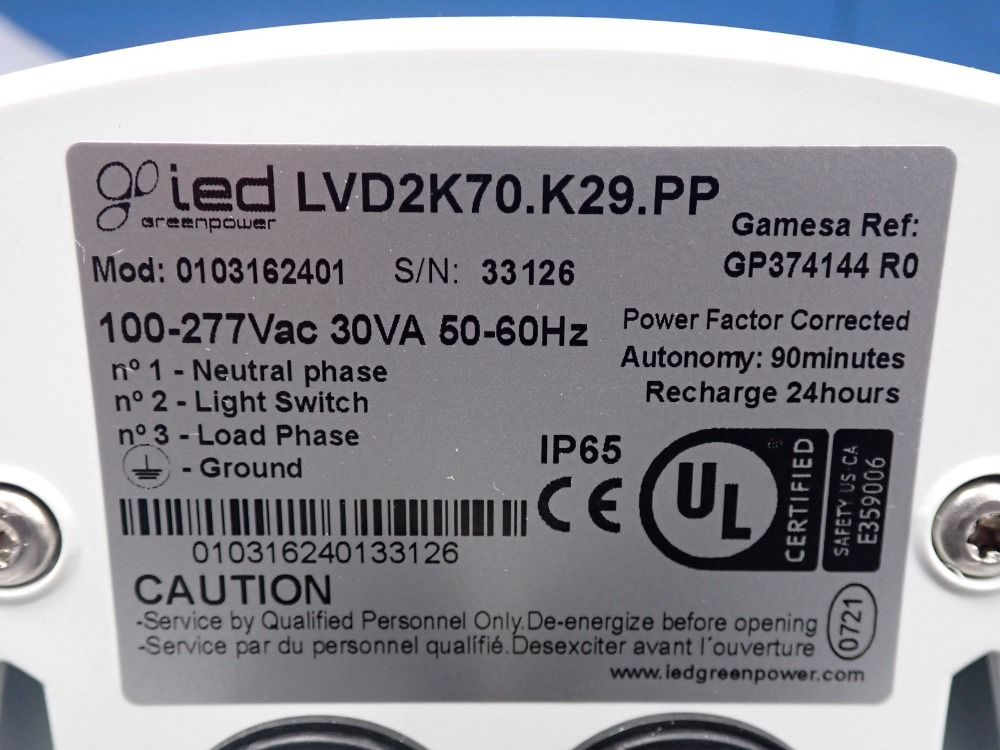 ied LVD2K70.K29.PP
greenpower
Gamesa Ref:
GP374144 R0
Mod: 0103162401 S/N: 33126
100-277Vac 30VA 50-60Hz
Power Factor Corrected
Autonomy: 90minutes
Recharge 24hours
nº 1 - Neutral phase
nº 2 - Light Switch
nº 3 - Load Phase
- Ground
IP65
CE
UL
CERTIFIED
SAFETY US·CA
E359006
010316240133126
CAUTION
-Service by Qualified Personnel Only.De-energize before opening
-Service par du personnel qualifié.Desexciter avant l´ouverture
0721
www.iedgreenpower.com